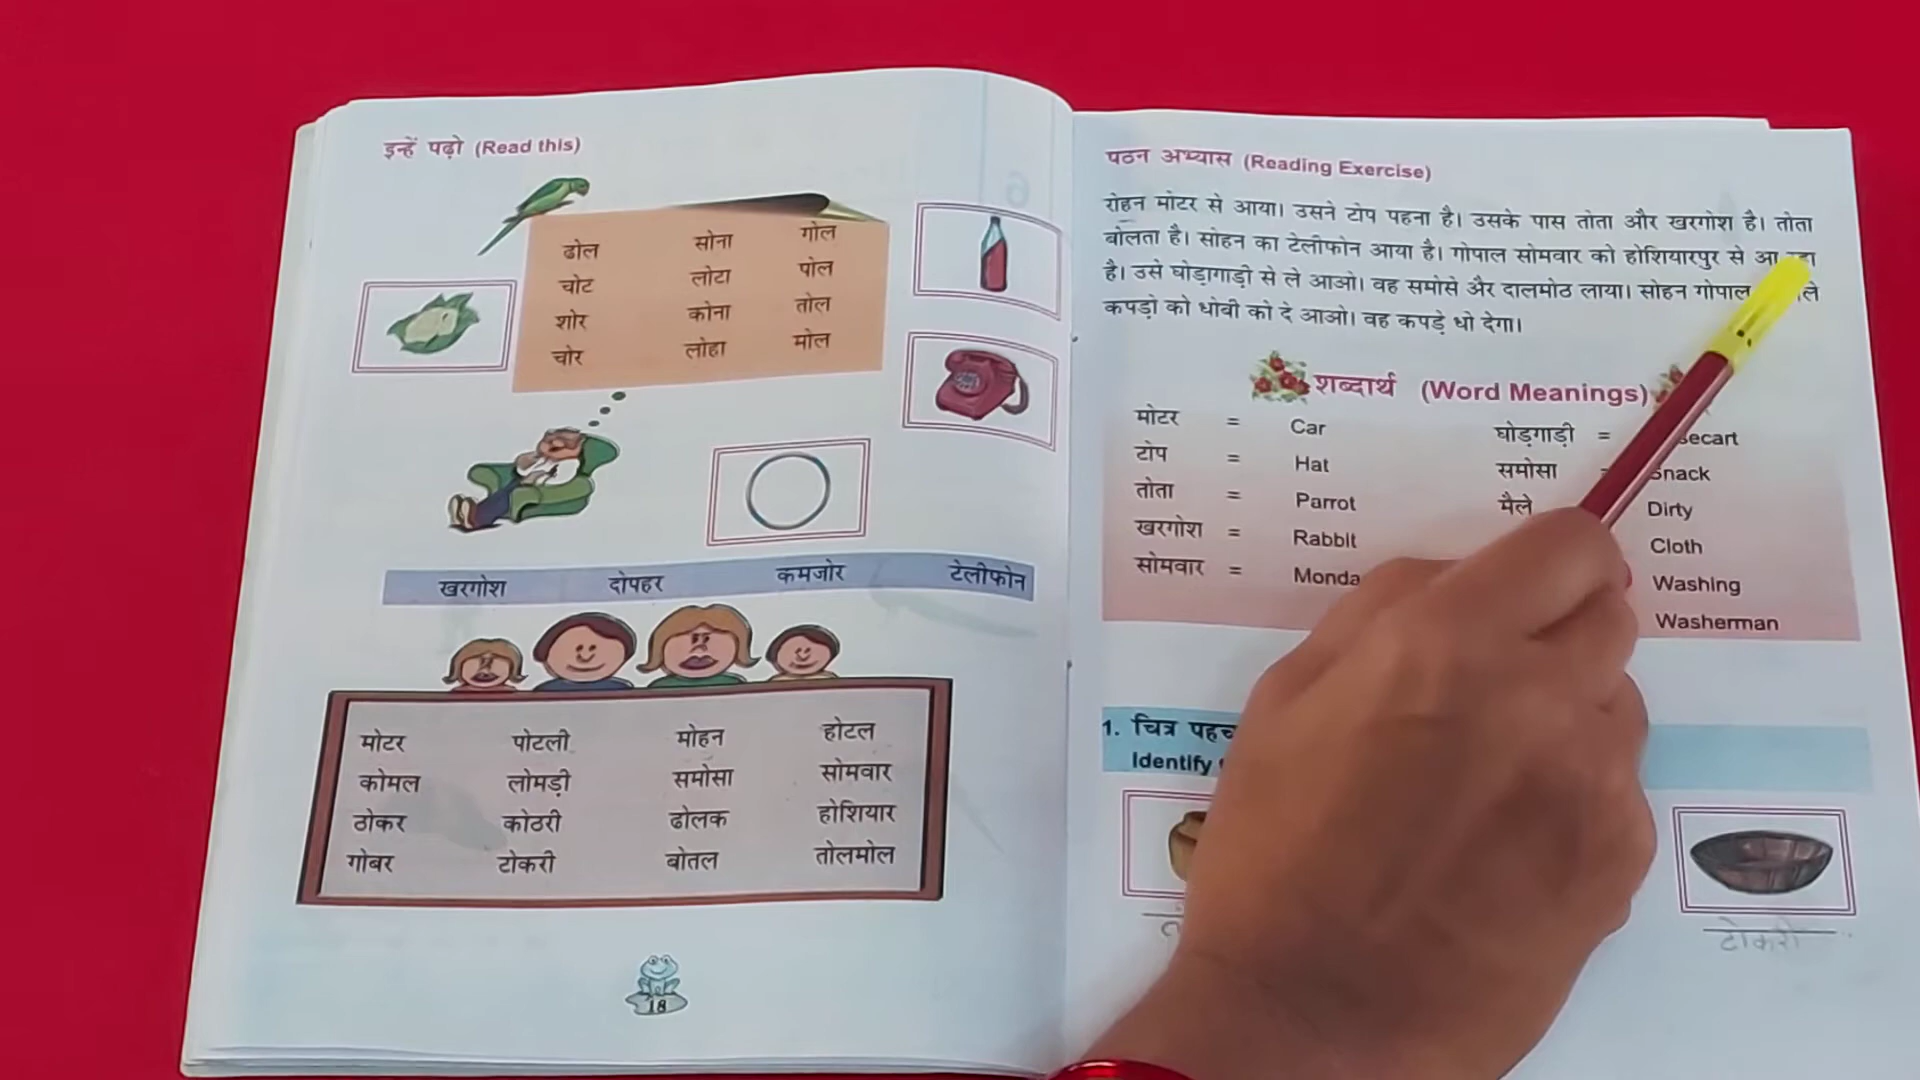 इन्हें पढ़ो (Read this)
ढोल सोना गोल
चोट लोटा पोल
शोर कोना तोल
चोर लोहा मोल
खरगोश दोपहर कमजोर टेलीफोन
मोटर पोटली मोहन होटल
कोमल लोमड़ी समोसा सोमवार
ठोकर कोठरी ढोलक होशियार
गोबर टोकरी बोतल तोलमोल
18
पठन अभ्यास (Reading Exercise)
रोहन मोटर से आया। उसने टोप पहना है। उसके पास तोता और खरगोश है। तोता
बोलता है। सोहन का टेलीफोन आया है। गोपाल सोमवार को होशियारपुर से आ
है। उसे घोड़ागाड़ी से ले आओ। वह समोसे और दालमोठ लाया। सोहन गोपाल
कपड़ों को धोबी को दे आओ। वह कपड़े धो देगा।
शब्दार्थ (Word Meanings)
मोटर = Car घोड़गाड़ी =
टोप = Hat समोसा = Snack
तोता = Parrot मैले Dirty
खरगोश = Rabbit Cloth
सोमवार = Washing
Washerman
1. चित्र
Identify
टोकरी